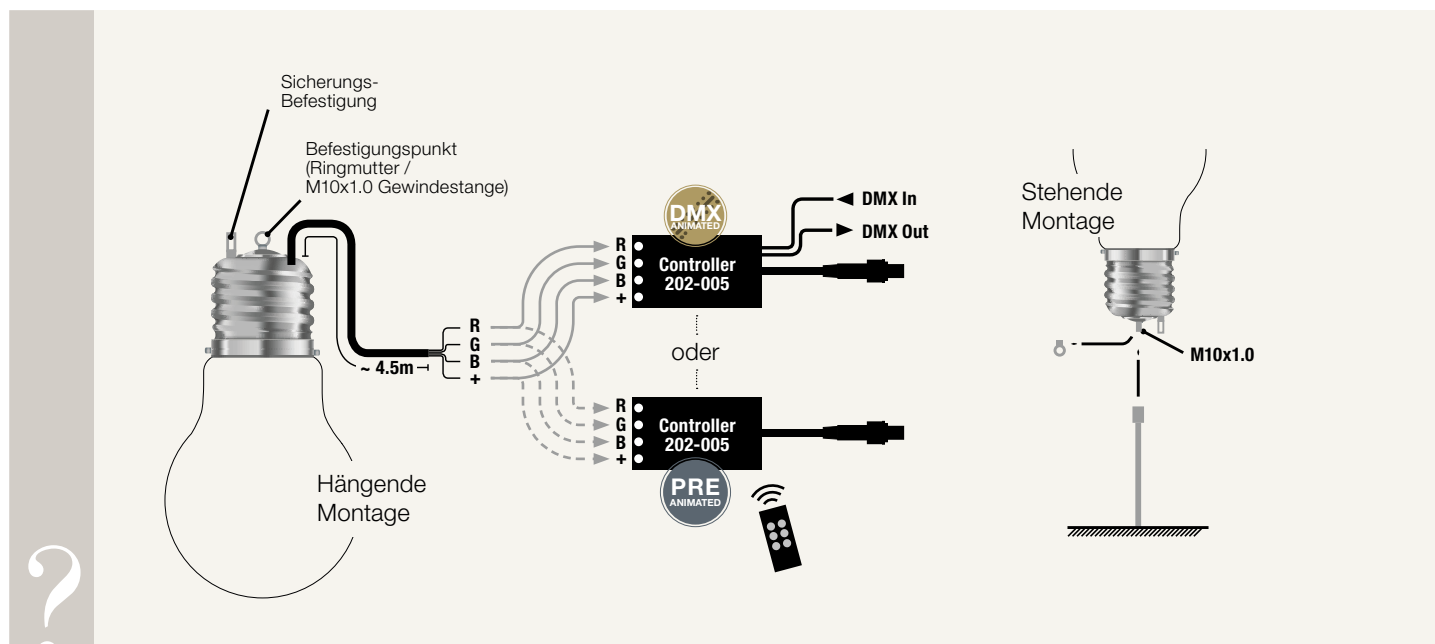 Sicherungs-
Befestigung
Befestigungspunkt
(Ringmutter /
M10x1.0 Gewindestange)
~ 4.5m
Hängende
Montage
R
G
B
+
DMX
ANIMATED
R
G
B
+
Controller
202-005
DMX In
DMX Out
oder
R
G
B
+
Controller
202-005
PRE
ANIMATED
Stehende
Montage
M10x1.0
?